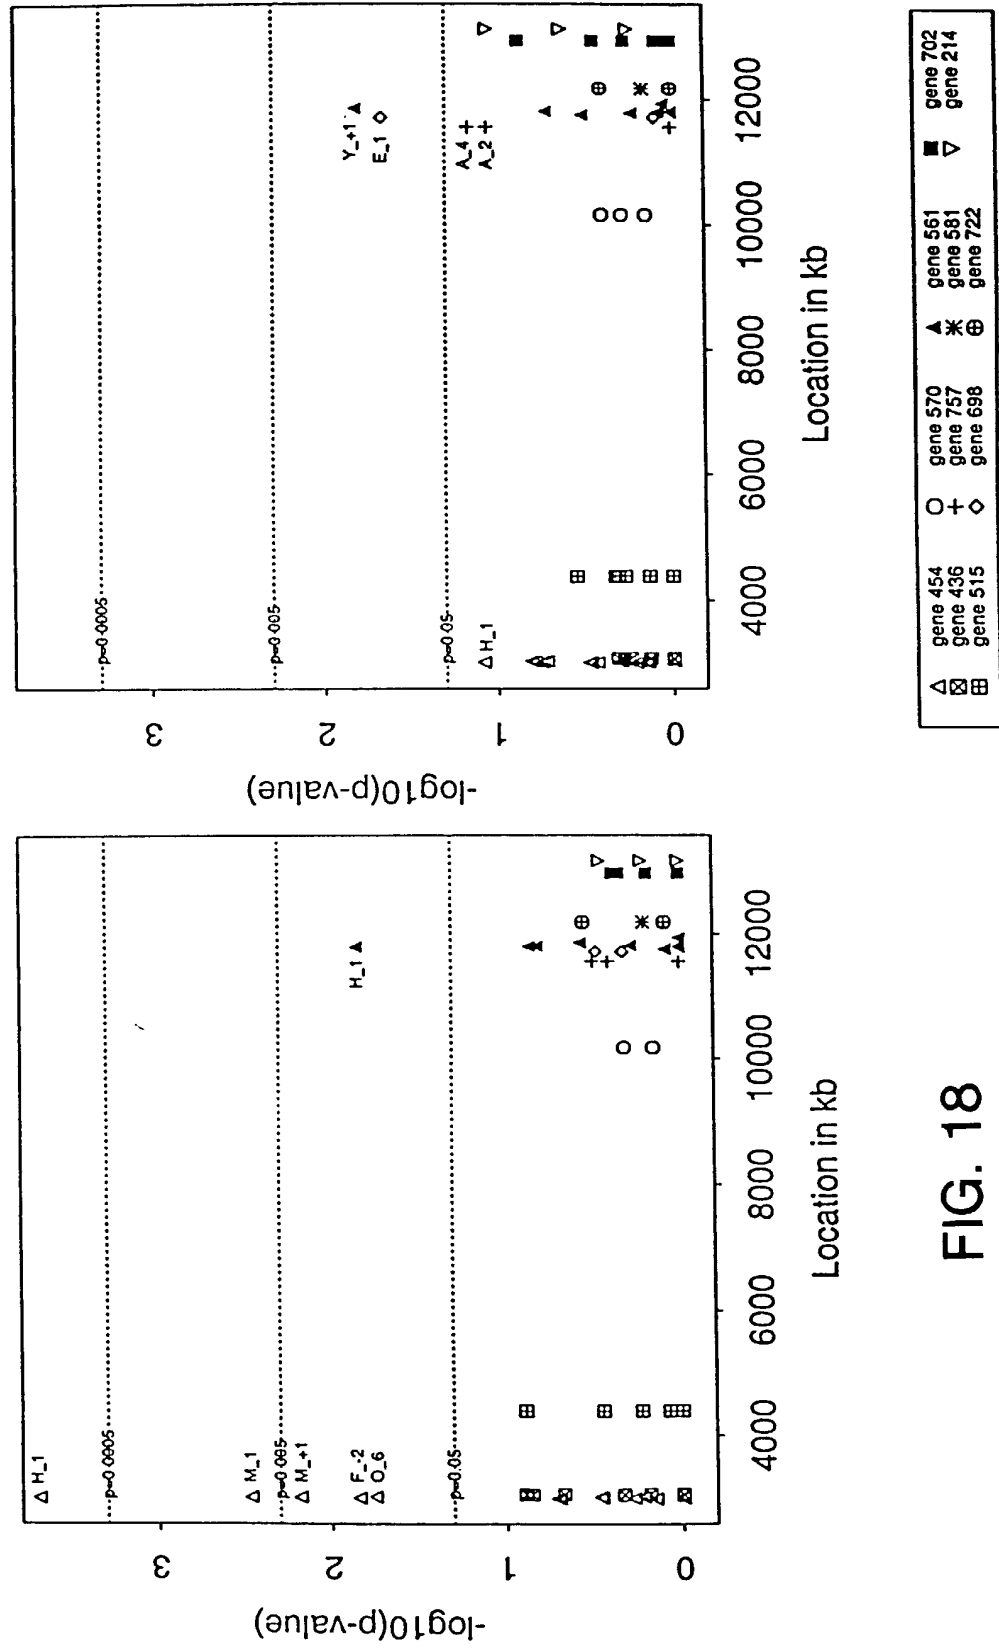 -log10(p-value)
3
2
1
0
p=0.0005
p=0.005
p=0.05
H_1
M_1
M_+1
F_-2
O_6
H_1
4000
6000
8000
10000
12000
Location in kb
-log10(p-value)
3
2
1
0
p=0.0005
p=0.005
p=0.05
H_1
Y_+1
E_1
A_4
A_2
4000
6000
8000
10000
12000
Location in kb
gene 454
gene 436
gene 515
gene 570
gene 757
gene 698
gene 561
gene 581
gene 722
gene 702
gene 214
FIG. 18